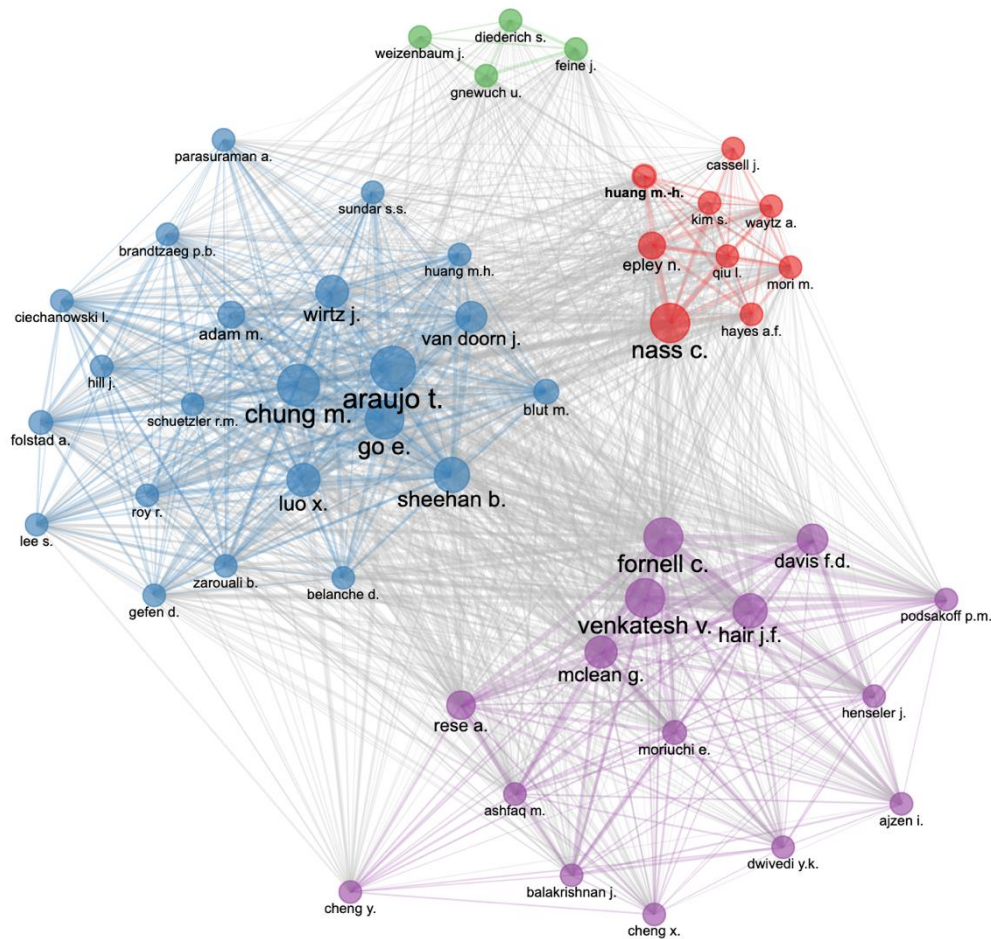 diederich s.
weizenbaum j.
feine j.
gnewuch u.
parasuraman a.
cassell j.
huang m.-h.
sundar s.s.
kim s.
waytz a.
brandtzaeg p.b.
huang m.h.
epley n.
qiu l.
mori m.
ciechanowski l.
adam m.
wirtz j.
van doorn j.
hayes a.f.
nass c.
hill j.
araujo t.
chung m.
schuetzler r.m.
blut m.
folstad a.
go e.
luo x.
sheehan b.
roy r.
lee s.
zarouali b.
belanche d.
gefen d.
fornell c.
davis f.d.
podsakoff p.m.
venkatesh v.
hair j.f.
mclean g.
rese a.
henseler j.
moriuchi e.
ashfaq m.
ajzen i.
dwivedi y.k.
balakrishnan j.
cheng y.
cheng x.